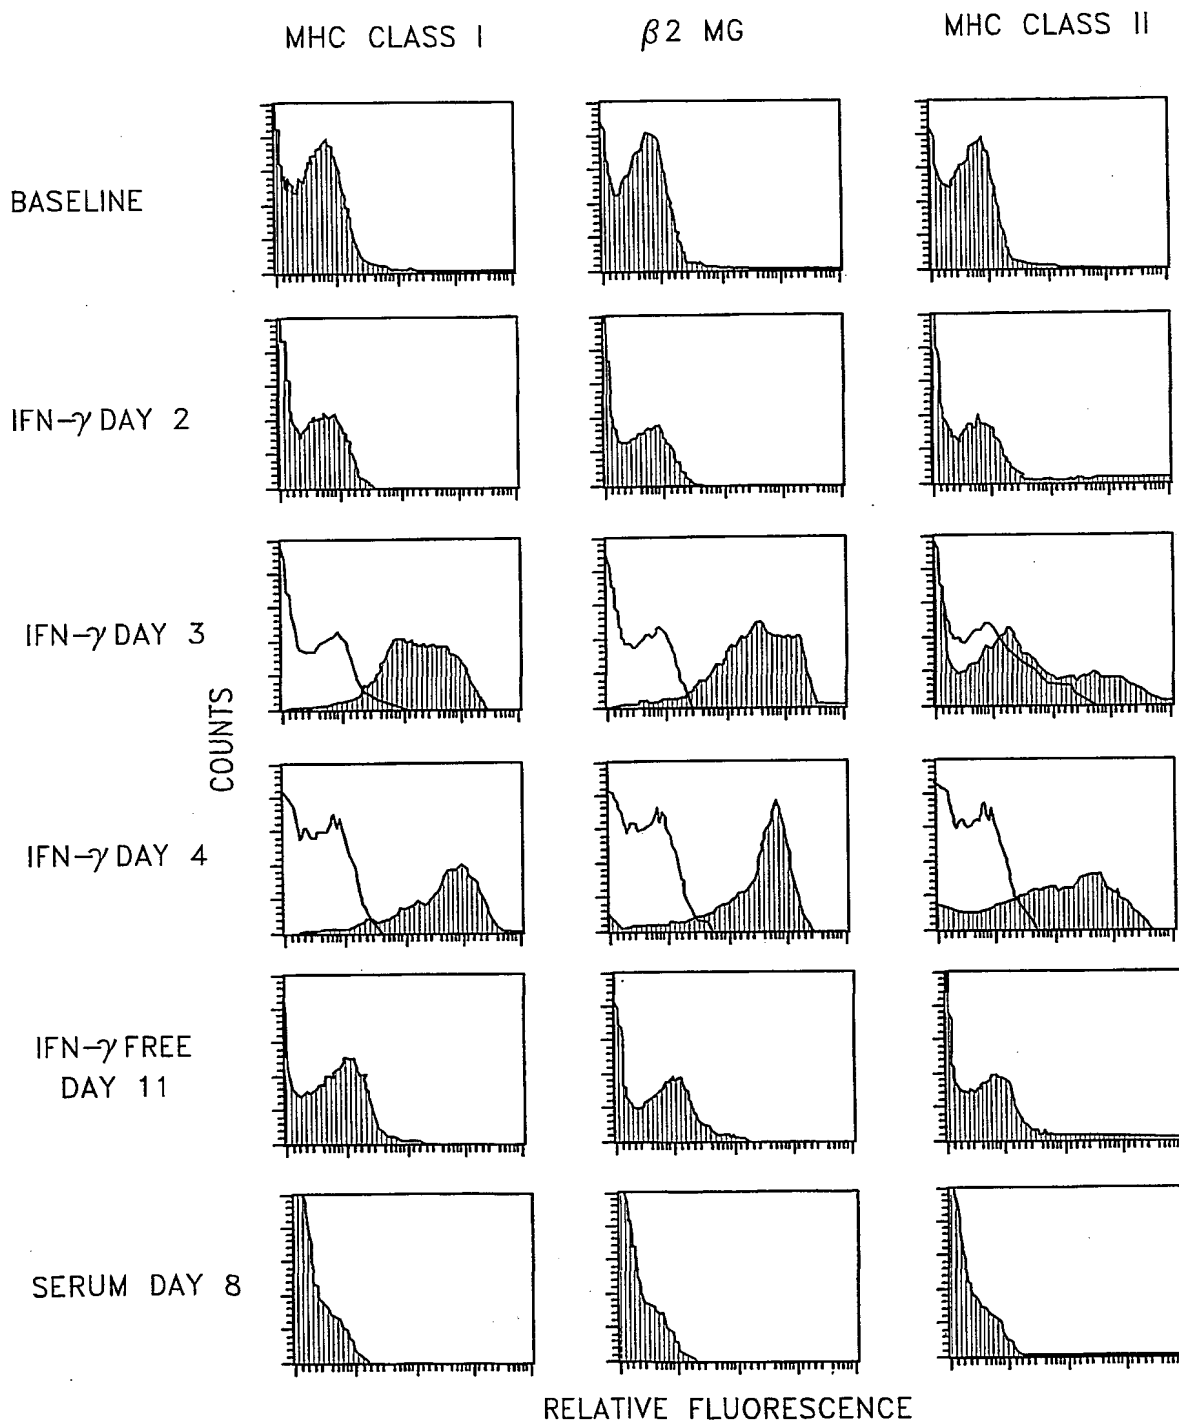 MHC CLASS I
β2 MG
MHC CLASS II
BASELINE
IFN-γ DAY 2
IFN-γ DAY 3
COUNTS
IFN-γ DAY 4
IFN-γ FREE
DAY 11
SERUM DAY 8
RELATIVE FLUORESCENCE